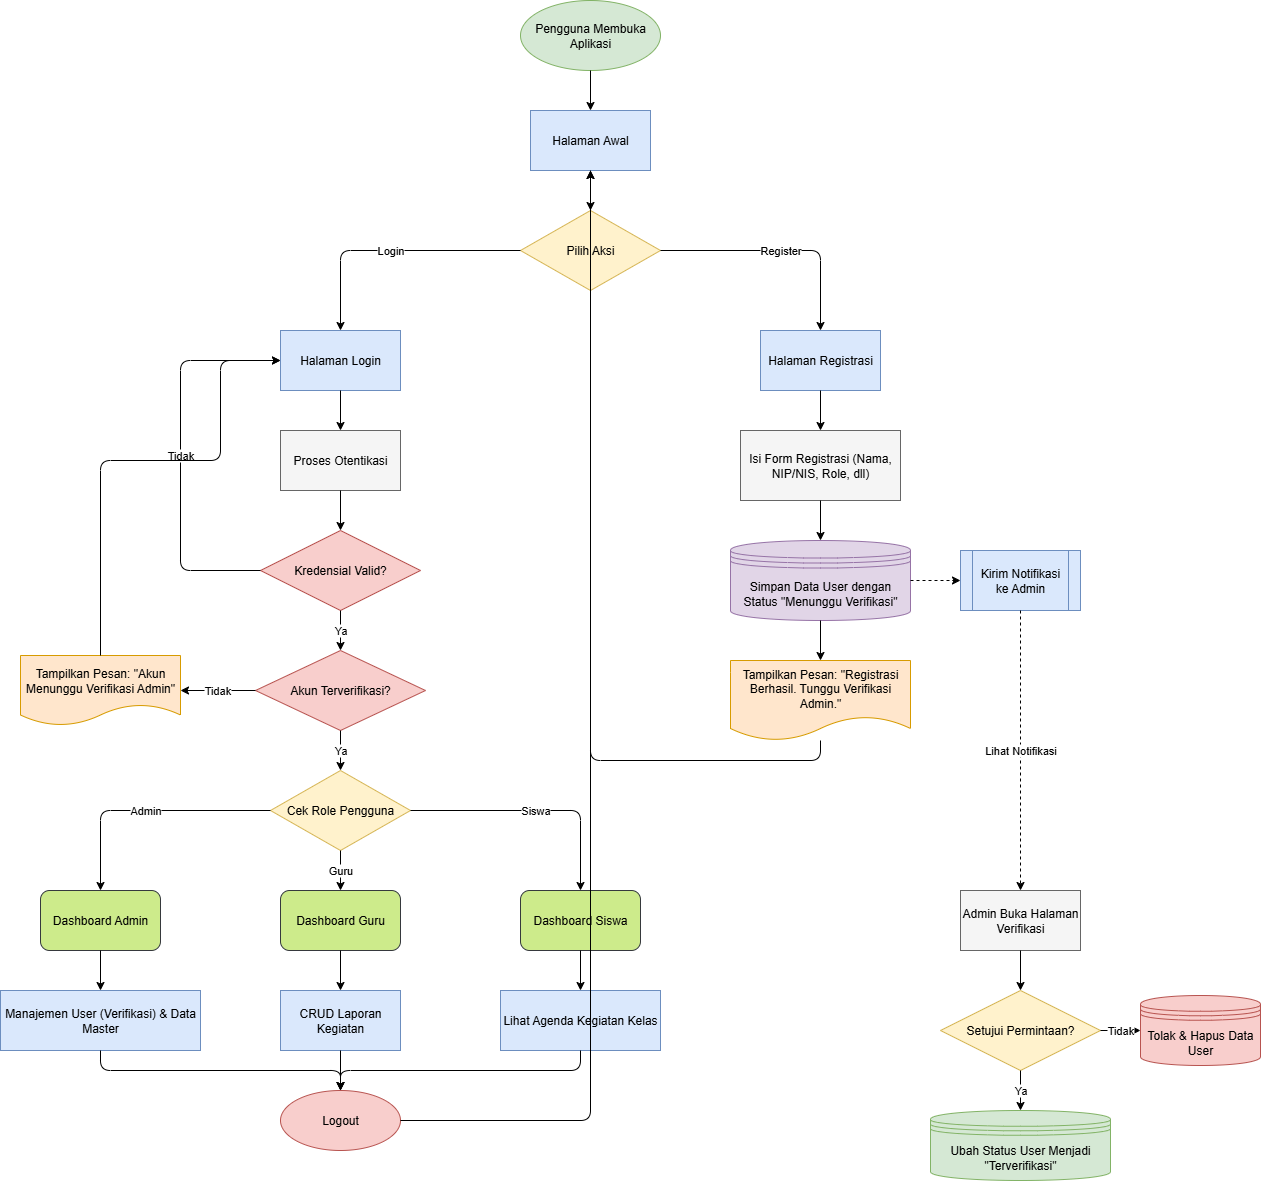 Pengguna Membuka
Aplikasi
Halaman Awal
Pilih Aksi
Login
Register
Halaman Login
Halaman Registrasi
Proses Otentikasi
Isi Form Registrasi (Nama,
NIP/NIS, Role, dll)
Tidak
Kredensial Valid?
Simpan Data User dengan
Status "Menunggu Verifikasi"
Kirim Notifikasi
ke Admin
Ya
Tampilkan Pesan: "Akun
Menunggu Verifikasi Admin"
Tidak
Akun Terverifikasi?
Tampilkan Pesan: "Registrasi
Berhasil. Tunggu Verifikasi
Admin."
Ya
Lihat Notifikasi
Admin
Cek Role Pengguna
Siswa
Guru
Dashboard Admin
Dashboard Guru
Dashboard Siswa
Admin Buka Halaman
Verifikasi
Manajemen User (Verifikasi) & Data
Master
CRUD Laporan
Kegiatan
Lihat Agenda Kegiatan Kelas
Setujui Permintaan?
Tidak
Tolak & Hapus Data
User
Ya
Logout
Ubah Status User Menjadi
"Terverifikasi"